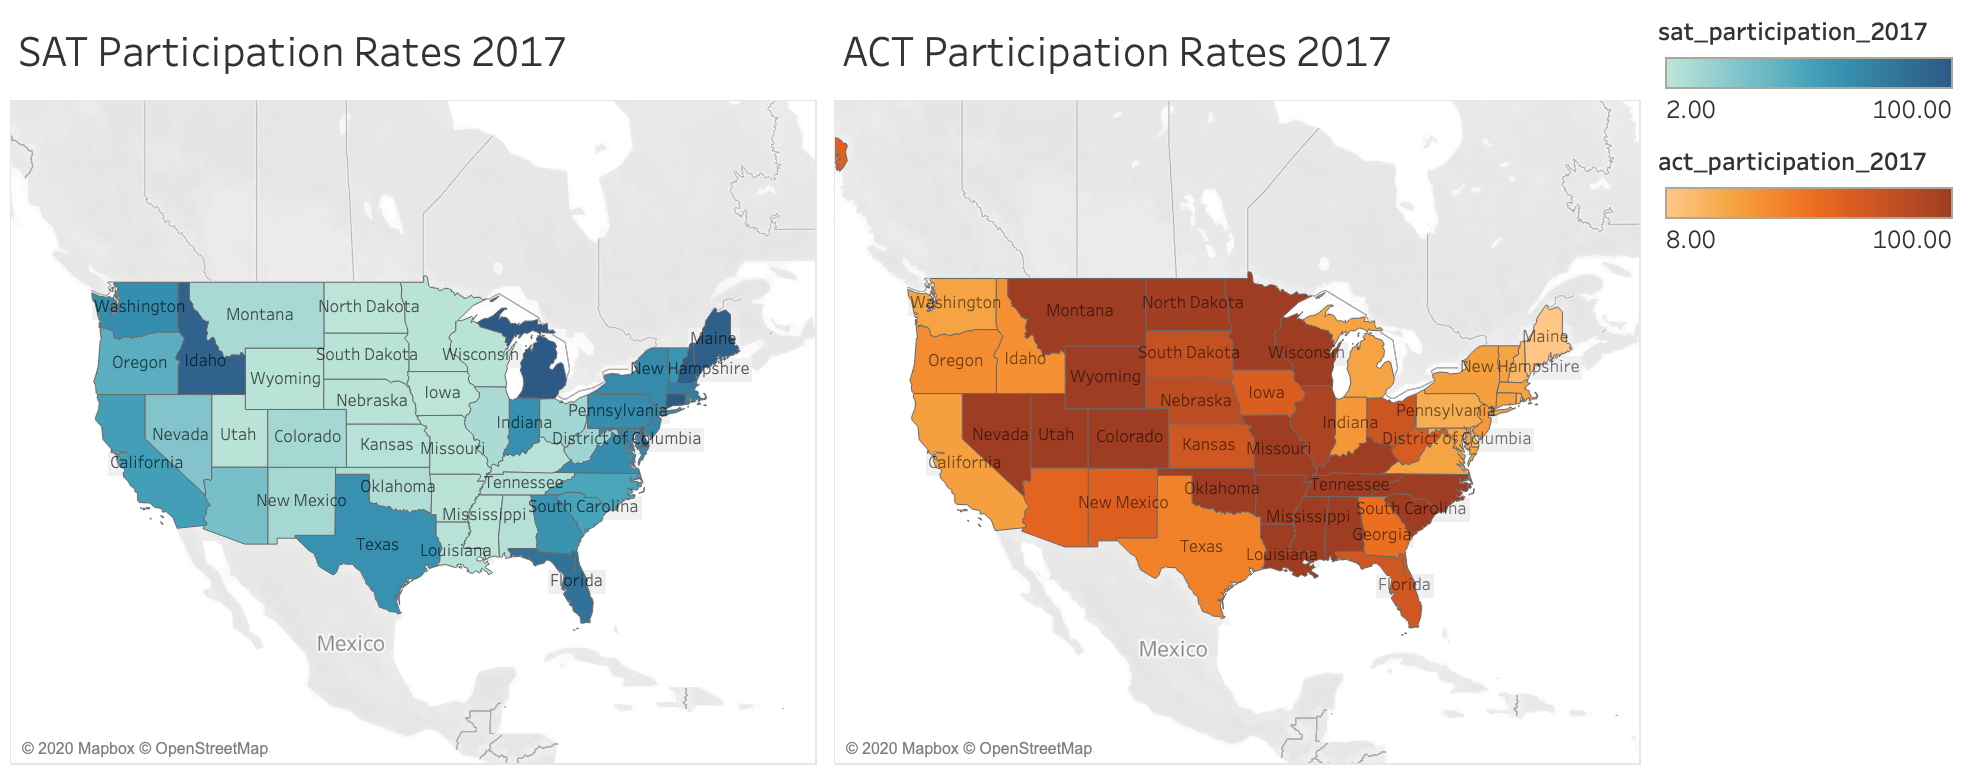 SAT Participation Rates 2017
Washington
Montana
North Dakota
Oregon
Idaho
South Dakota
Wisconsin
Maine
New Hampshire
Wyoming
Iowa
Nebraska
Pennsylvania
Indiana
Nevada
Utah
Colorado
Kansas
Missouri
District of Columbia
California
New Mexico
Oklahoma
Tennessee
South Carolina
Mississippi
Texas
Louisiana
Florida
Mexico
© 2020 Mapbox © OpenStreetMap
ACT Participation Rates 2017
Washington
Montana
North Dakota
Oregon
Idaho
South Dakota
Wisconsin
Maine
New Hampshire
Wyoming
Iowa
Nebraska
Pennsylvania
Indiana
Nevada
Utah
Colorado
Kansas
Missouri
District of Columbia
California
New Mexico
Oklahoma
Tennessee
South Carolina
Mississippi
Georgia
Texas
Louisiana
Florida
Mexico
© 2020 Mapbox © OpenStreetMap
sat_participation_2017
2.00 100.00
act_participation_2017
8.00 100.00